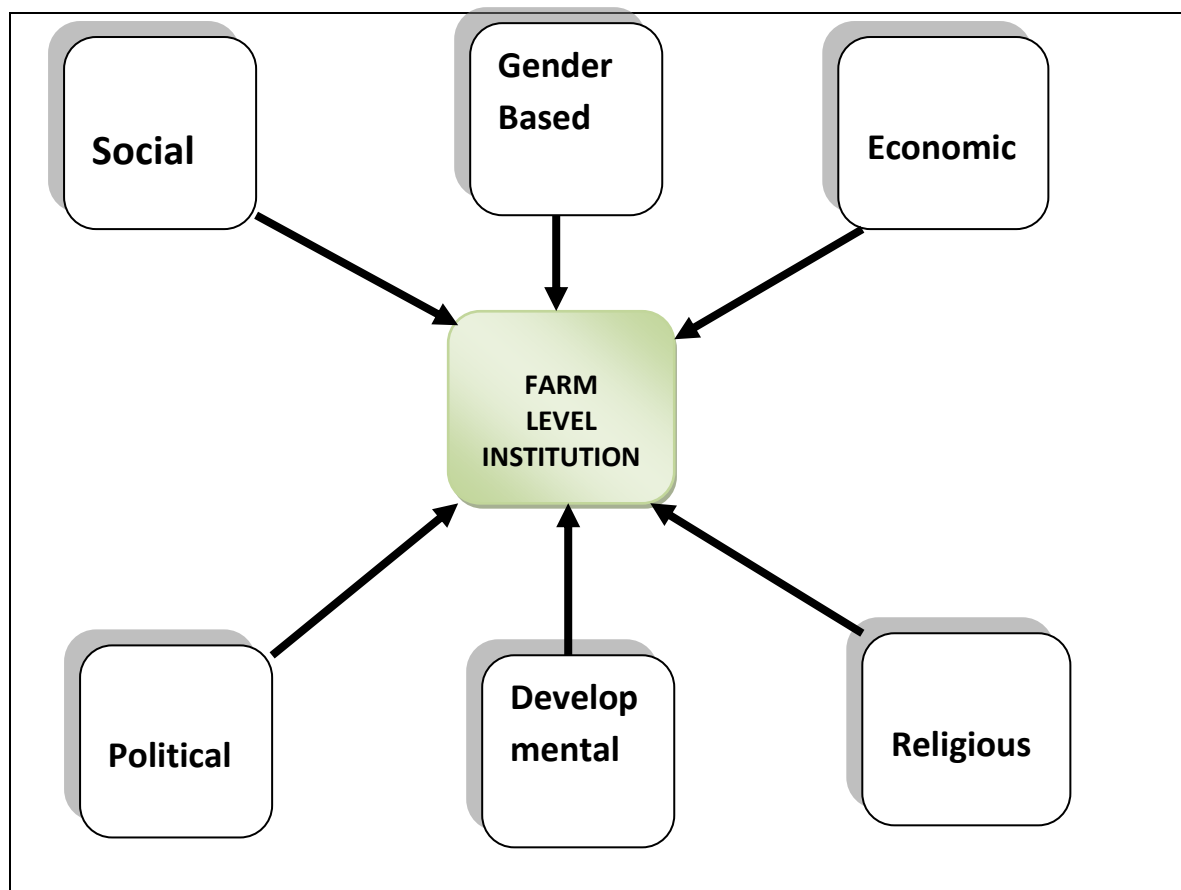 Social
Gender
Based
Economic
FARM
LEVEL
INSTITUTION
Political
Develop
mental
Religious